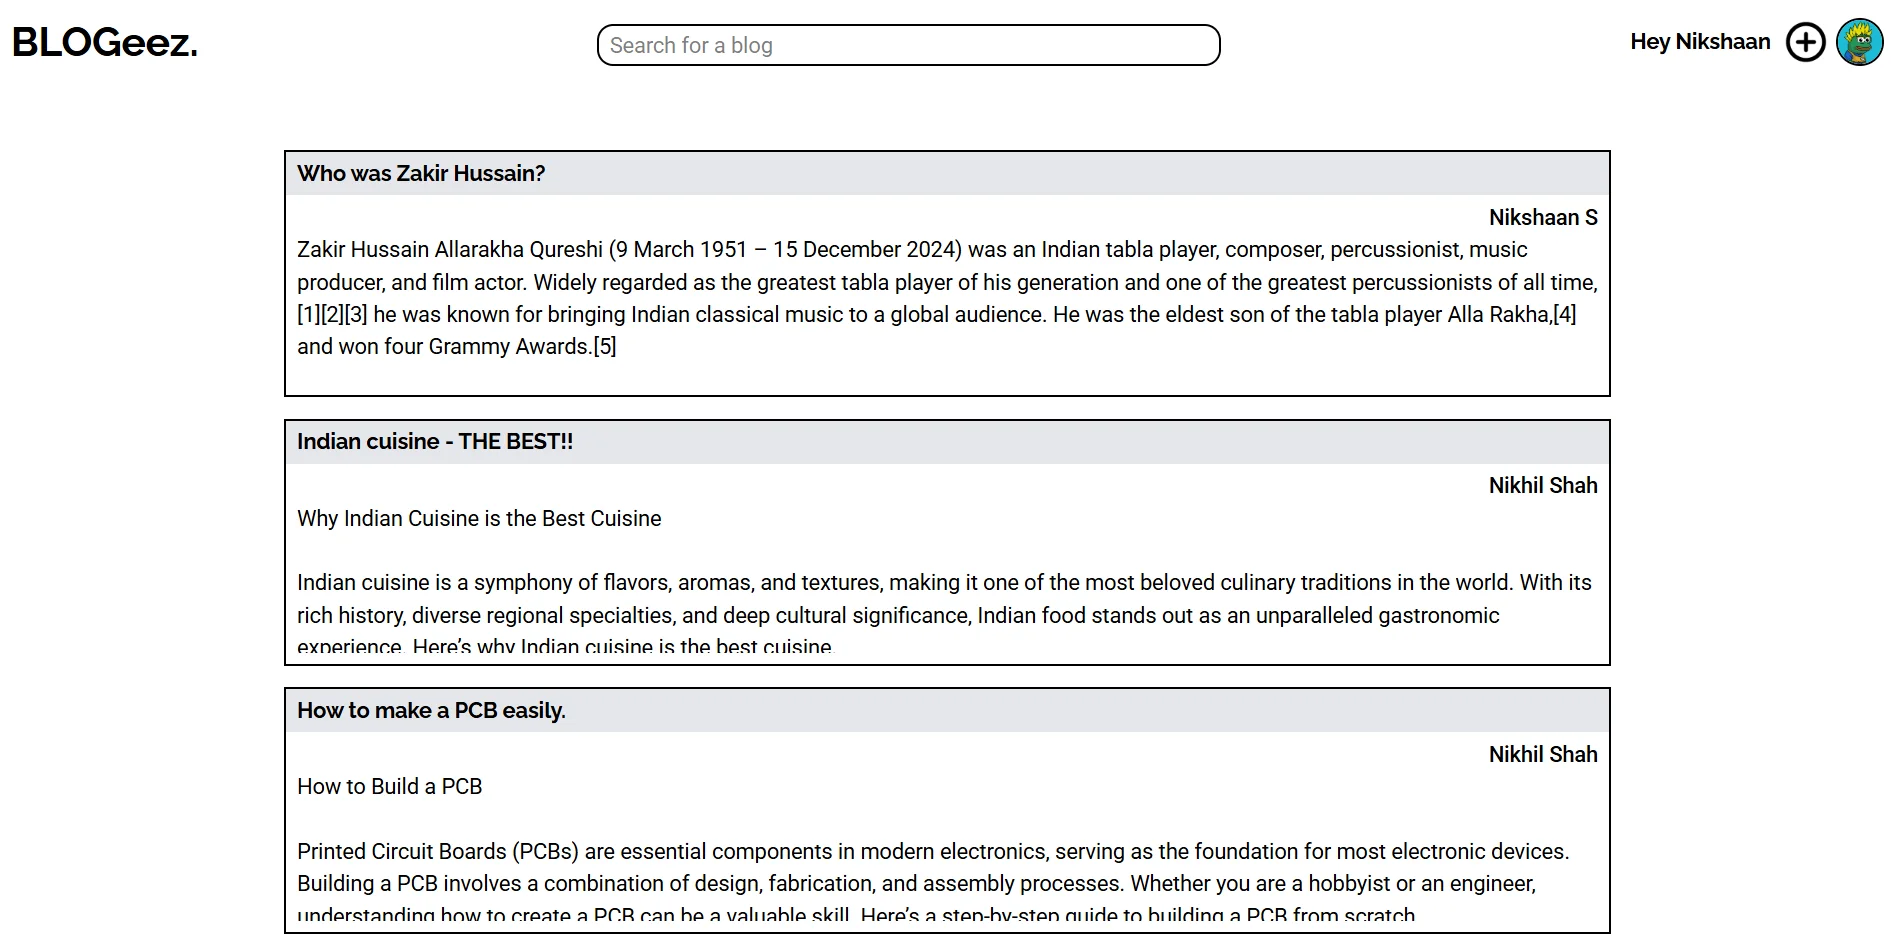 BLOGeez.
Search for a blog
Hey Nikshaan
Who was Zakir Hussain?
Nikshaan S
Zakir Hussain Allarakha Qureshi (9 March 1951 – 15 December 2024) was an Indian tabla player, composer, percussionist, music
producer, and film actor. Widely regarded as the greatest tabla player of his generation and one of the greatest percussionists of all time,
[1][2][3] he was known for bringing Indian classical music to a global audience. He was the eldest son of the tabla player Alla Rakha,[4]
and won four Grammy Awards.[5]
Indian cuisine - THE BEST!!
Nikhil Shah
Why Indian Cuisine is the Best Cuisine
Indian cuisine is a symphony of flavors, aromas, and textures, making it one of the most beloved culinary traditions in the world. With its
rich history, diverse regional specialties, and deep cultural significance, Indian food stands out as an unparalleled gastronomic
experience. Here’s why Indian cuisine is the best cuisine.
How to make a PCB easily.
Nikhil Shah
How to Build a PCB
Printed Circuit Boards (PCBs) are essential components in modern electronics, serving as the foundation for most electronic devices.
Building a PCB involves a combination of design, fabrication, and assembly processes. Whether you are a hobbyist or an engineer,
understanding how to create a PCB can be a valuable skill. Here’s a step-by-step guide to building a PCB from scratch